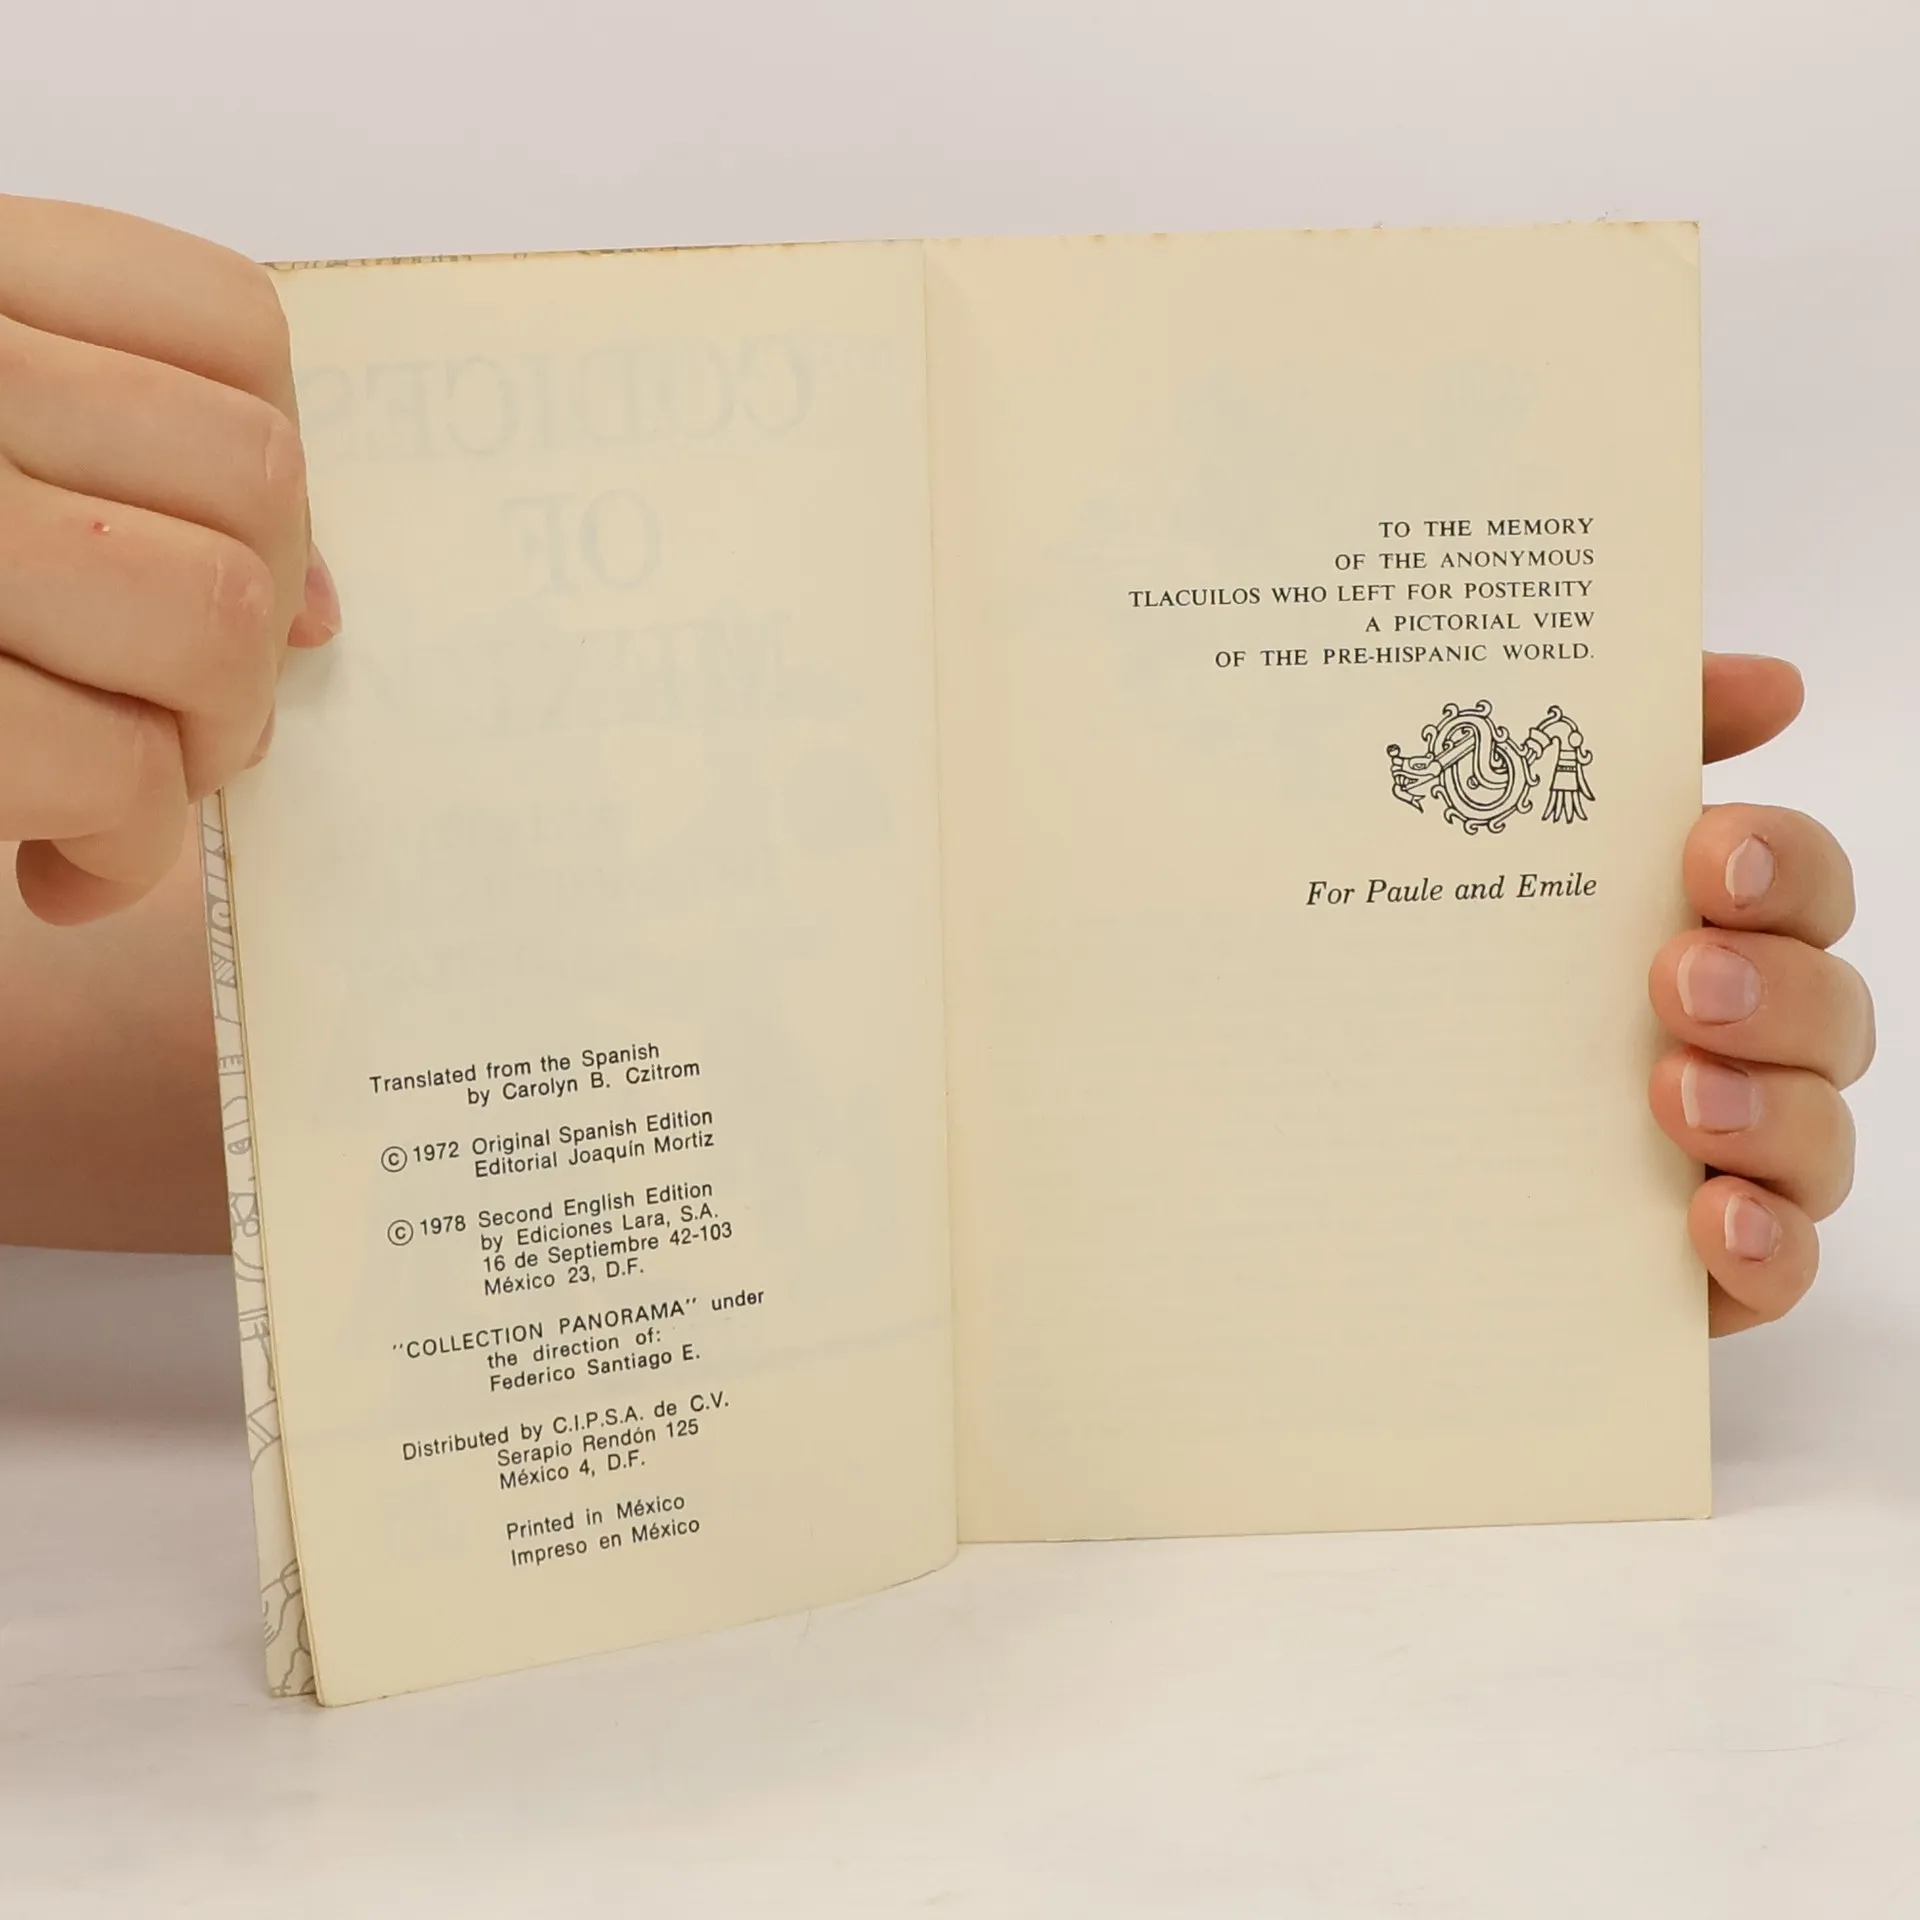 Translated from the Spanish
by Carolyn B. Czitrom
© 1972 Original Spanish Edition
Editorial Joaquín Mortiz
© 1978 Second English Edition
by Ediciones Lara, S.A.
16 de Septiembre 42-103
México 23, D.F.
"COLLECTION PANORAMA" under
the direction of:
Federico Santiago E.
Distributed by C.I.P.S.A. de C.V.
Serapio Rendón 125
México 4, D.F.
Printed in México
Impreso en México
TO THE MEMORY
OF THE ANONYMOUS
TLACUILOS WHO LEFT FOR POSTERITY
A PICTORIAL VIEW
OF THE PRE-HISPANIC WORLD.
For Paule and Emile